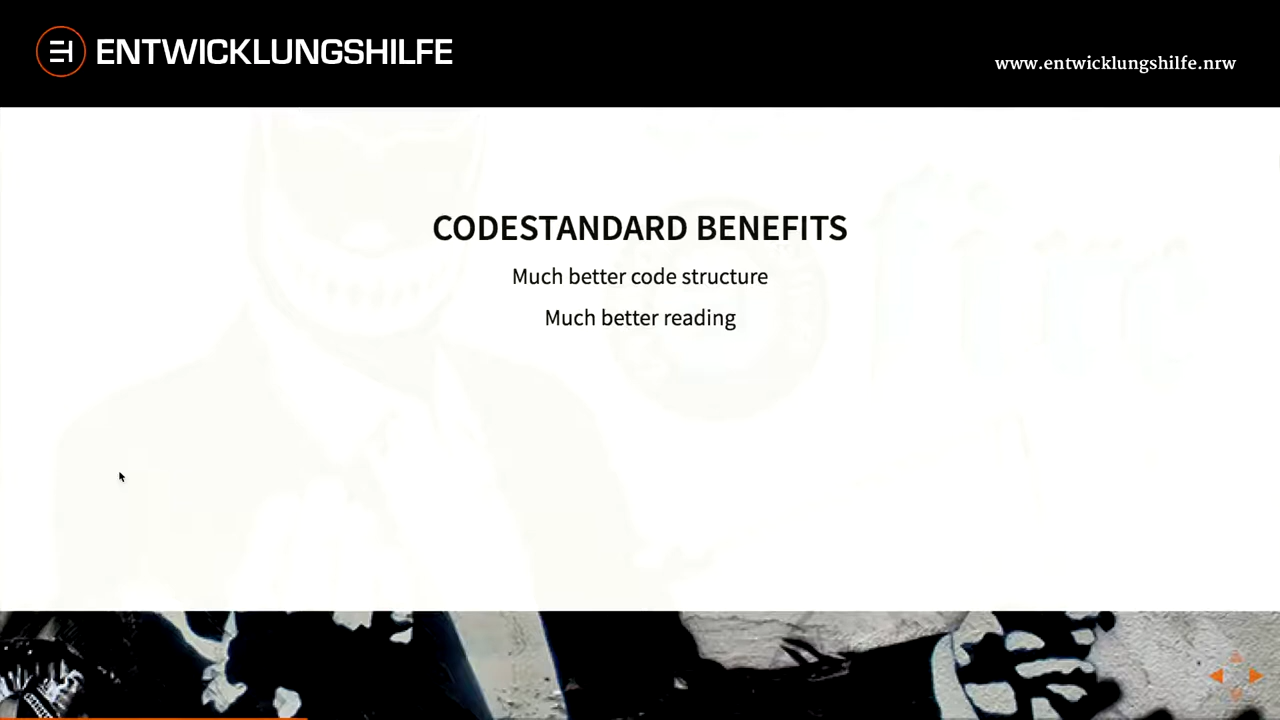 ENTWICKLUNGSHILFE
www.entwicklungshilfe.nrw
CODESTANDARD BENEFITS
Much better code structure
Much better reading